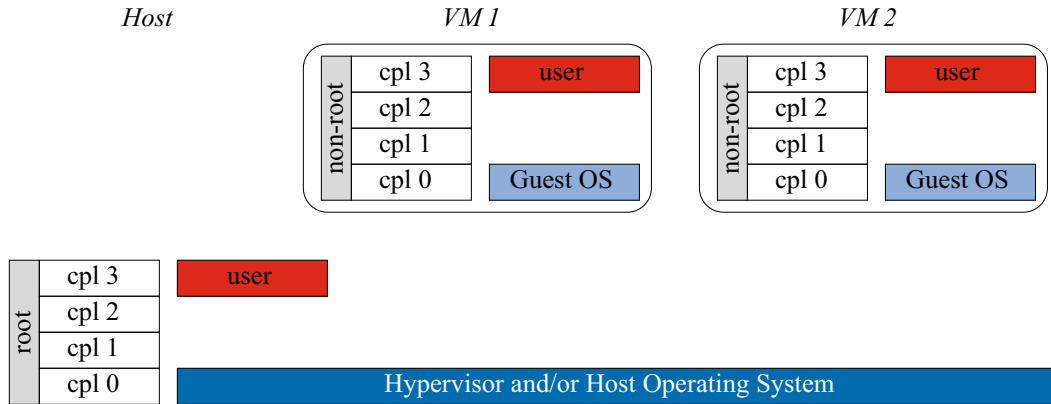 Host
VM 1
VM 2
non-root
cpl 3
user
cpl 2
cpl 1
cpl 0
Guest OS
non-root
cpl 3
user
cpl 2
cpl 1
cpl 0
Guest OS
root
cpl 3
user
cpl 2
cpl 1
cpl 0
Hypervisor and/or Host Operating System